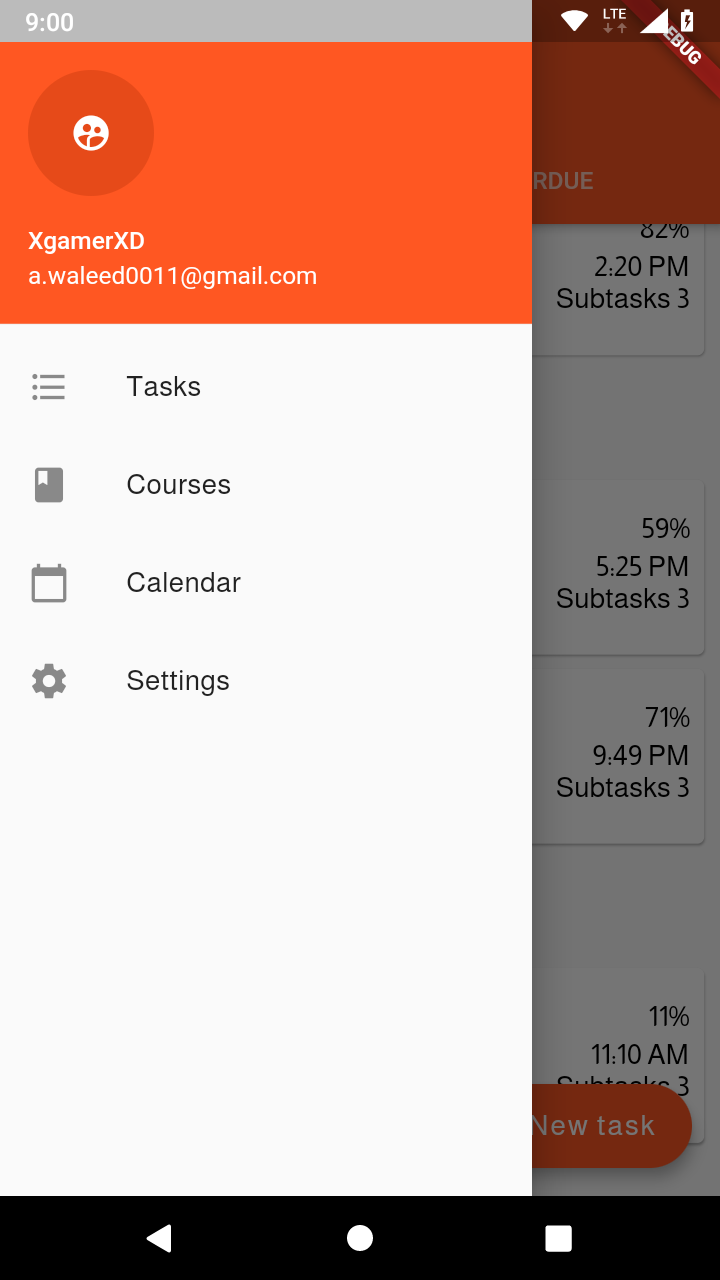 9:00
LTE
EBUG
XgamerXD
a.waleed0011@gmail.com
RDUE
82%
2:20 PM
Subtasks 3
Tasks
Courses
59%
5:25 PM
Subtasks 3
Calendar
Settings
71%
9:49 PM
Subtasks 3
11%
11:10 AM
Subtasks 3
New task